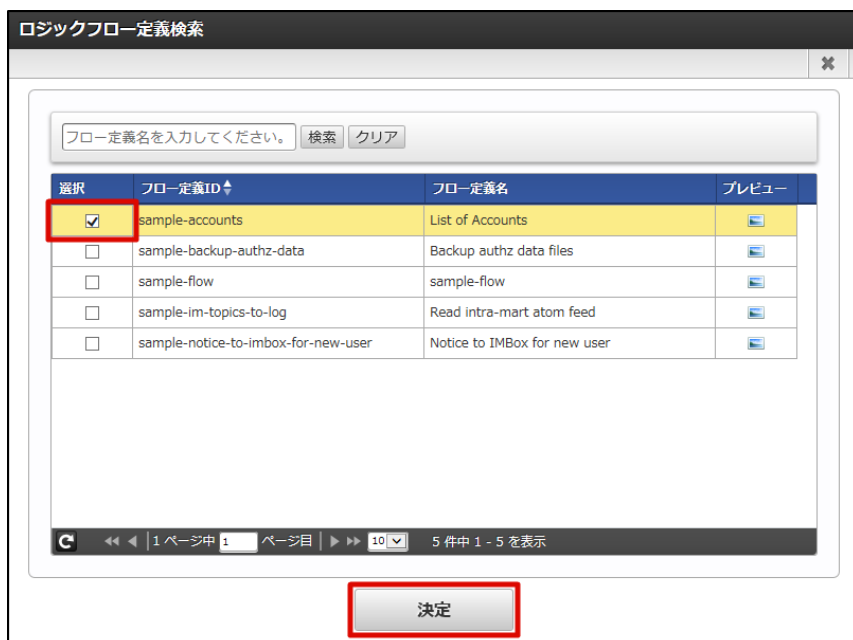 ロジックフロー定義検索
フロー定義名を入力してください。 検索 クリア
選択 フロー定義ID フロー定義名 プレビュー
sample-accounts List of Accounts
sample-backup-authz-data Backup authz data files
sample-flow sample-flow
sample-im-topics-to-log Read intra-mart atom feed
sample-notice-to-imbox-for-new-user Notice to IMBox for new user
1 ページ中 1 ページ目 10 5 件中 1 - 5 を表示
決定